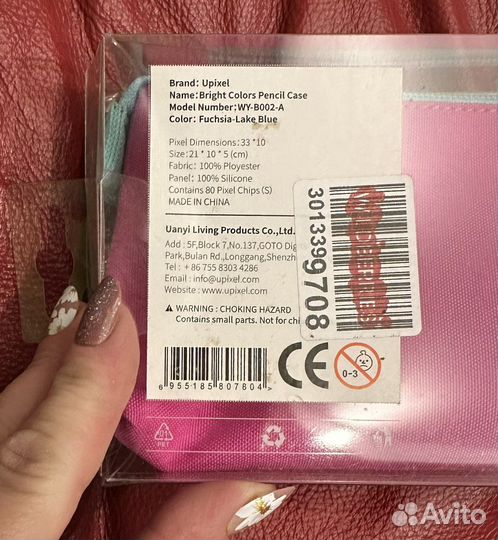 Brand: Upixel
Name:Bright Colors Pencil Case
Model Number:WY-B002-A
Color: Fuchsia-Lake Blue
Pixel Dimensions:33 *10
Size:21 * 10 * 5 (cm)
Fabric: 100% Ployester
Panel: 100% Silicone
Contains 80 Pixel Chips(S)
MADE IN CHINA
Uanyi Living Products Co.,Ltd.
Add : 5F,Block 7,No.137,GOTO
Park,Bulan Rd.,Longgang,Shenzh
Tel : + 86 755 8303 4286
Email : info@upixel.com
Website : www.upixel.com
WARNING : CHOKING HAZARD
Contains small parts. Not for
3013399708
6 955185 807804
CE
0-3
01
PET
Avito